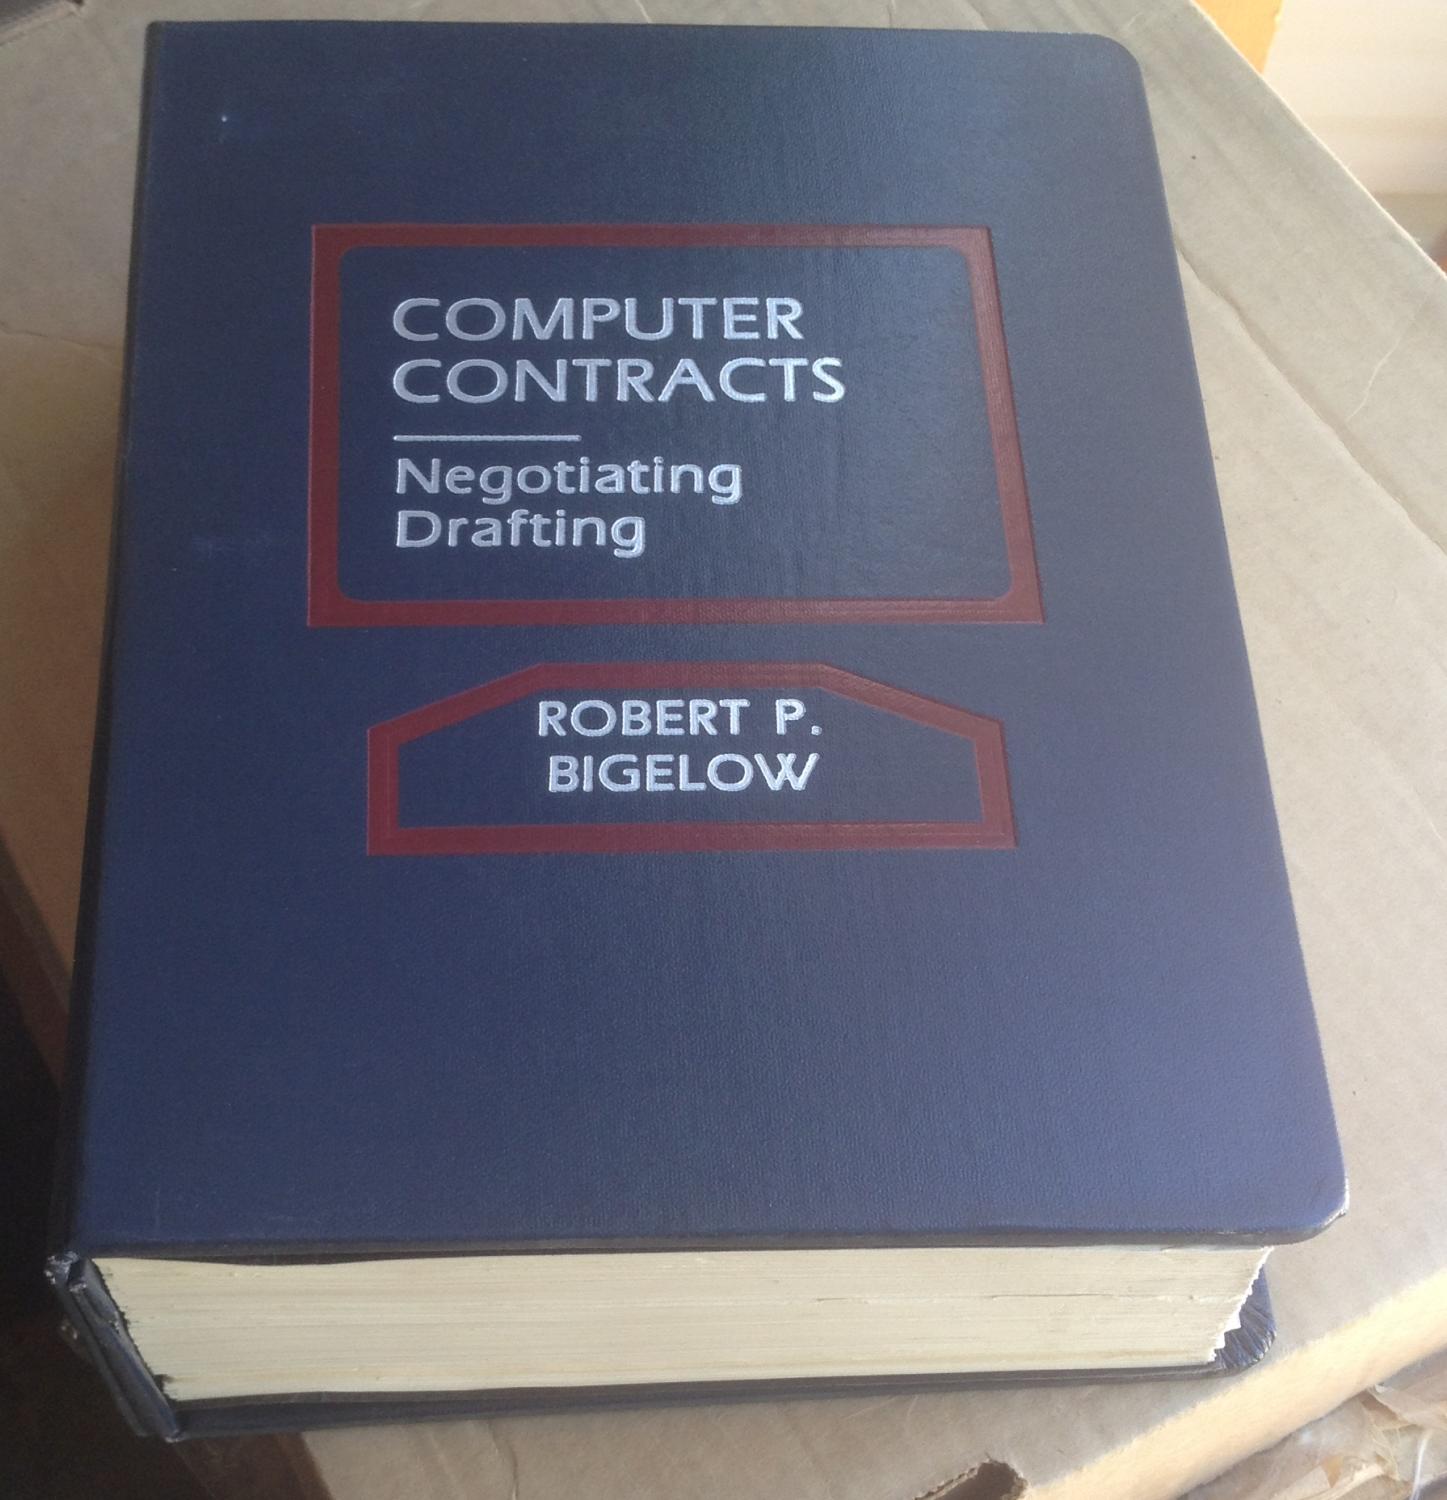 COMPUTER
CONTRACTS
Negotiating
Drafting
ROBERT P.
BIGELOW